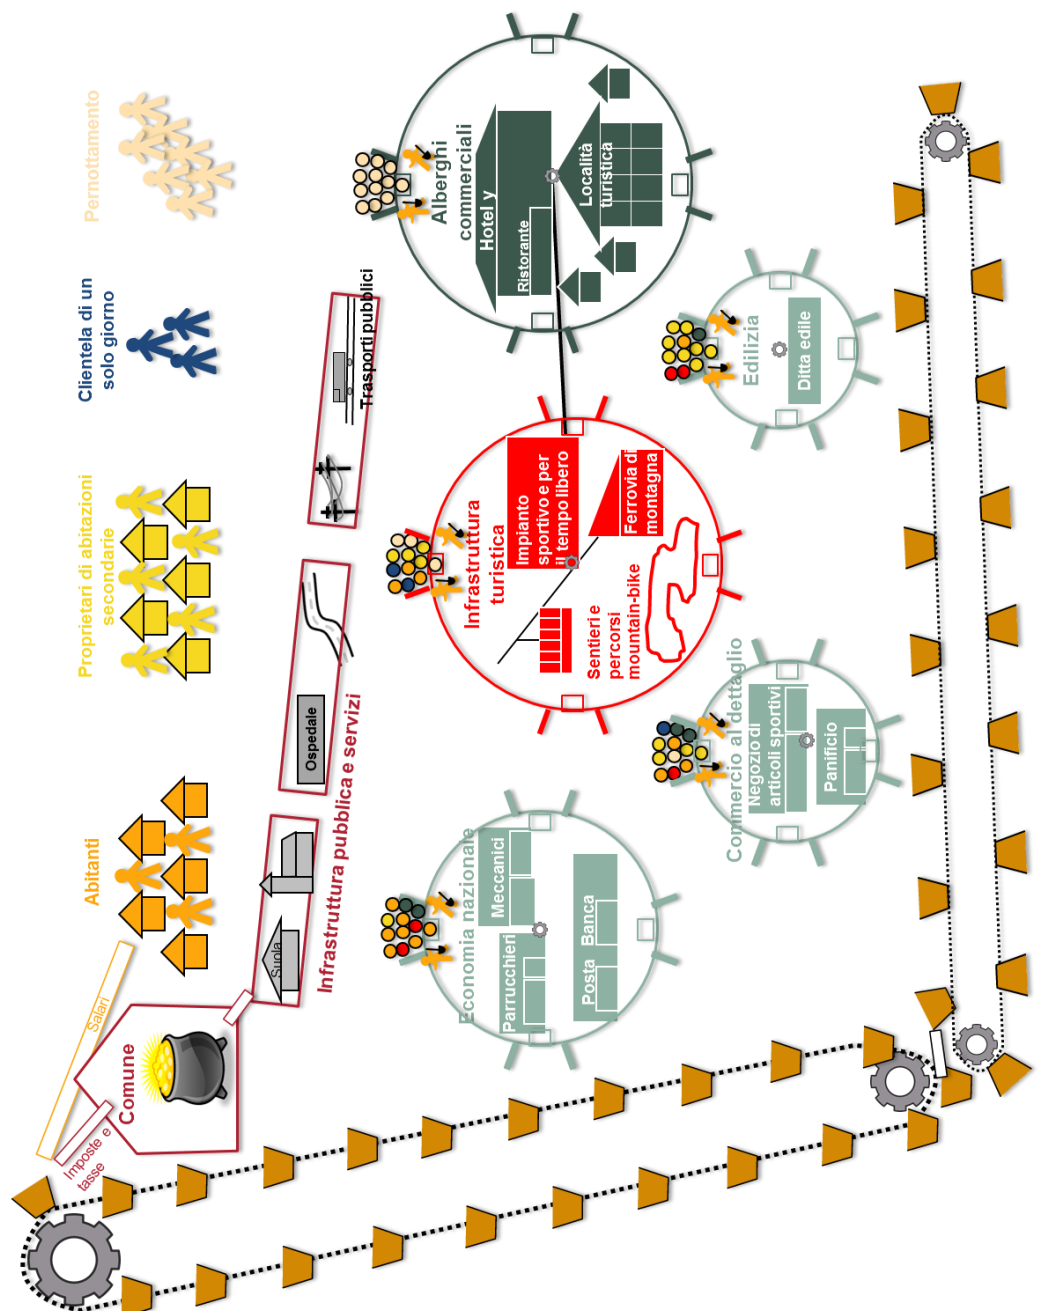 Pernottamento
Clientela di un
solo giorno
Proprietari di abitazioni
secondarie
Abitanti
Salari
Comune
Imposte e
tasse
Suola
Ospedale
Infrastruttura pubblica e servizi
Trasporti pubblici
Alberghi
commerciali
Hotel y
Ristorante
Località
turistica
Infrastruttura
turistica
Impianto
sportivo e per
il tempo libero
Ferrovia di
montagna
Sentieri e
percorsi
mountain-bike
Economia nazionale
Meccanici
Parrucchieri
Banca
Posta
Edilizia
Ditta edile
Commercio al dettaglio
Negozio di
articoli sportivi
Panificio